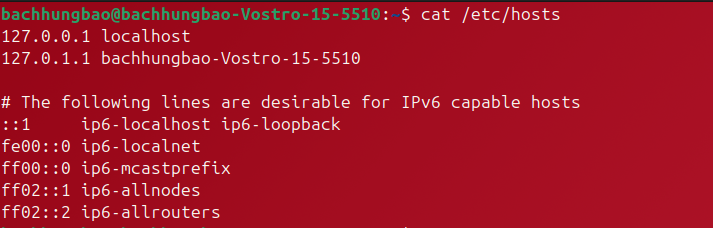 bachhungbao@bachhungbao-Vostro-15-5510:~$ cat /etc/hosts
127.0.0.1 localhost
127.0.1.1 bachhungbao-Vostro-15-5510
# The following lines are desirable for IPv6 capable hosts
::1     ip6-localhost ip6-loopback
fe00::0 ip6-localnet
ff00::0 ip6-mcastprefix
ff02::1 ip6-allnodes
ff02::2 ip6-allrouters